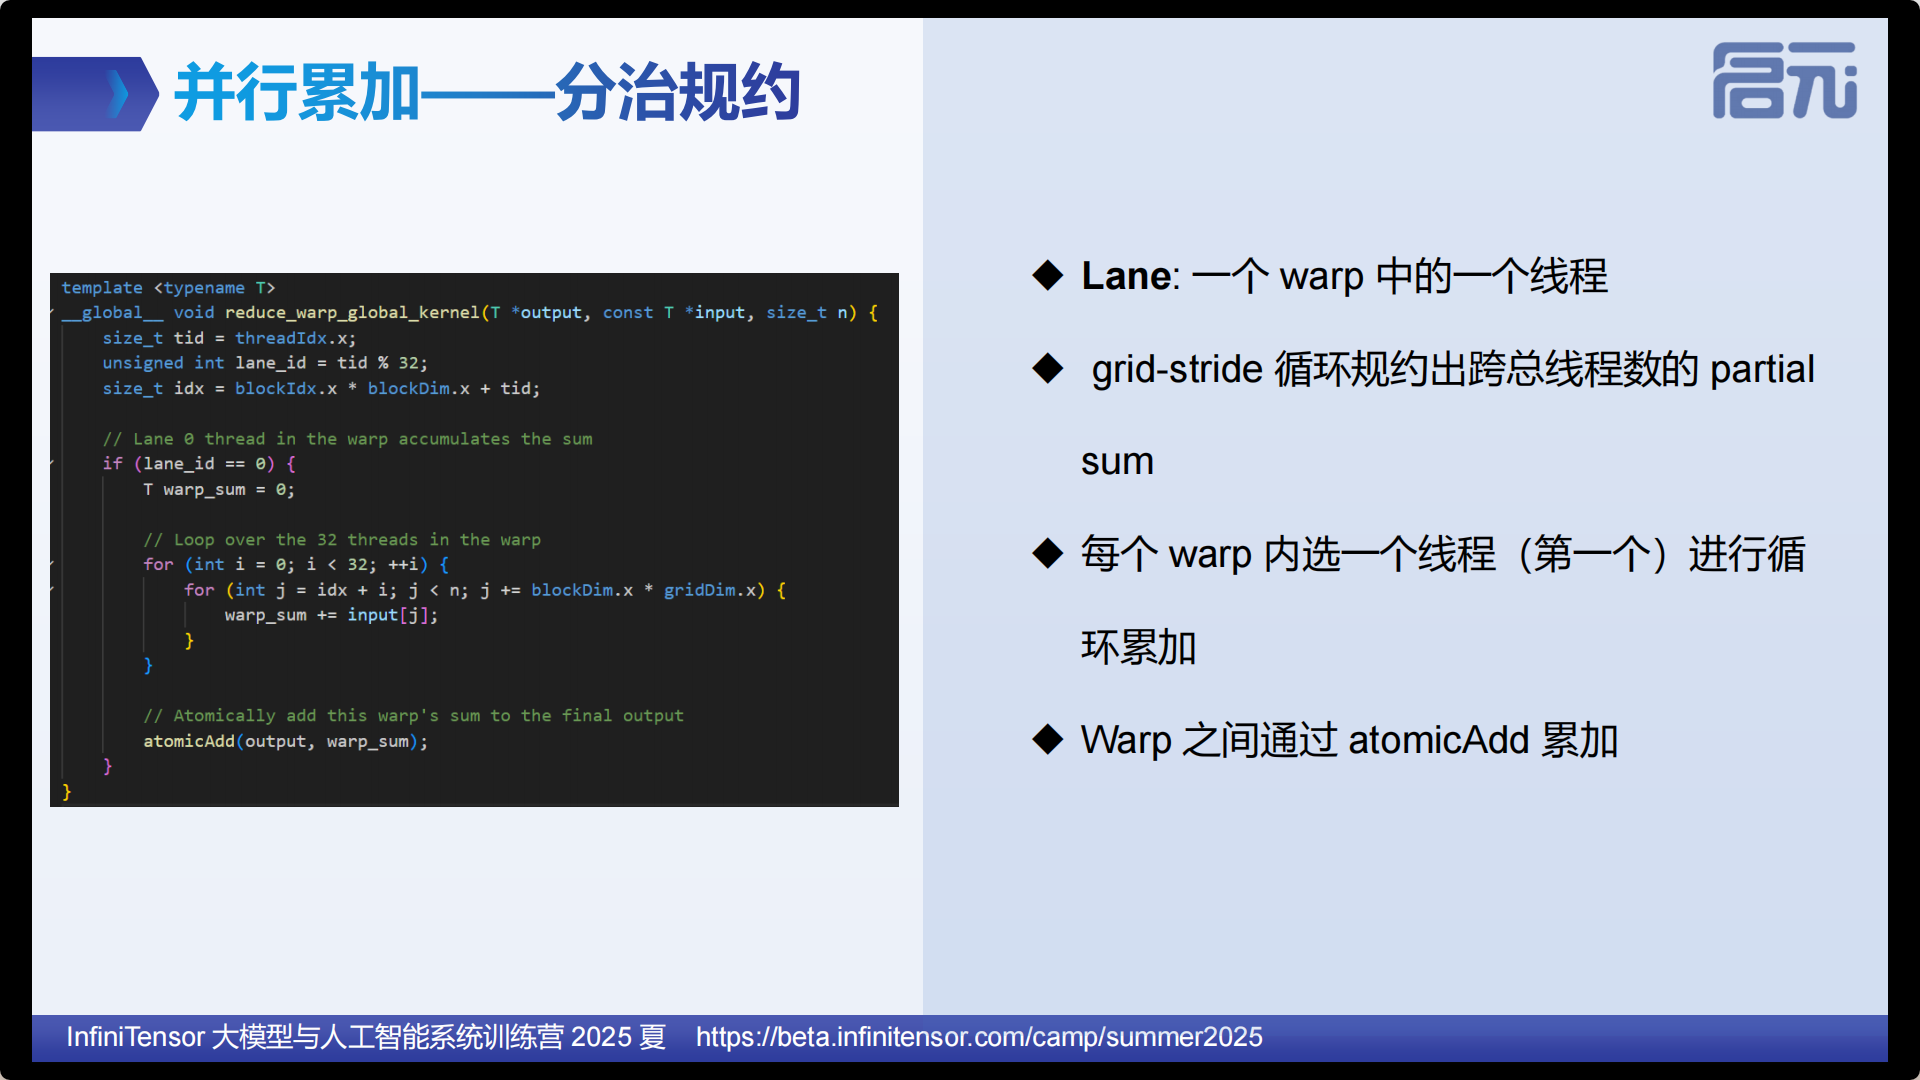 并行累加——分治规约
启元
template <typename T>
__global__ void reduce_warp_global_kernel(T *output, const T *input, size_t n) {
    size_t tid = threadIdx.x;
    unsigned int lane_id = tid % 32;
    size_t idx = blockIdx.x * blockDim.x + tid;
    // Lane 0 thread in the warp accumulates the sum
    if (lane_id == 0) {
        T warp_sum = 0;
        // Loop over the 32 threads in the warp
        for (int i = 0; i < 32; ++i) {
            for (int j = idx + i; j < n; j += blockDim.x * gridDim.x) {
                warp_sum += input[j];
            }
        }
        // Atomically add this warp's sum to the final output
        atomicAdd(output, warp_sum);
    }
}
◆ Lane: 一个 warp 中的一个线程
◆ grid-stride 循环规约出跨总线程数的 partial
sum
◆ 每个 warp 内选一个线程（第一个）进行循
环累加
◆ Warp 之间通过 atomicAdd 累加
InfiniTensor 大模型与人工智能系统训练营 2025 夏 https://beta.infinitensor.com/camp/summer2025